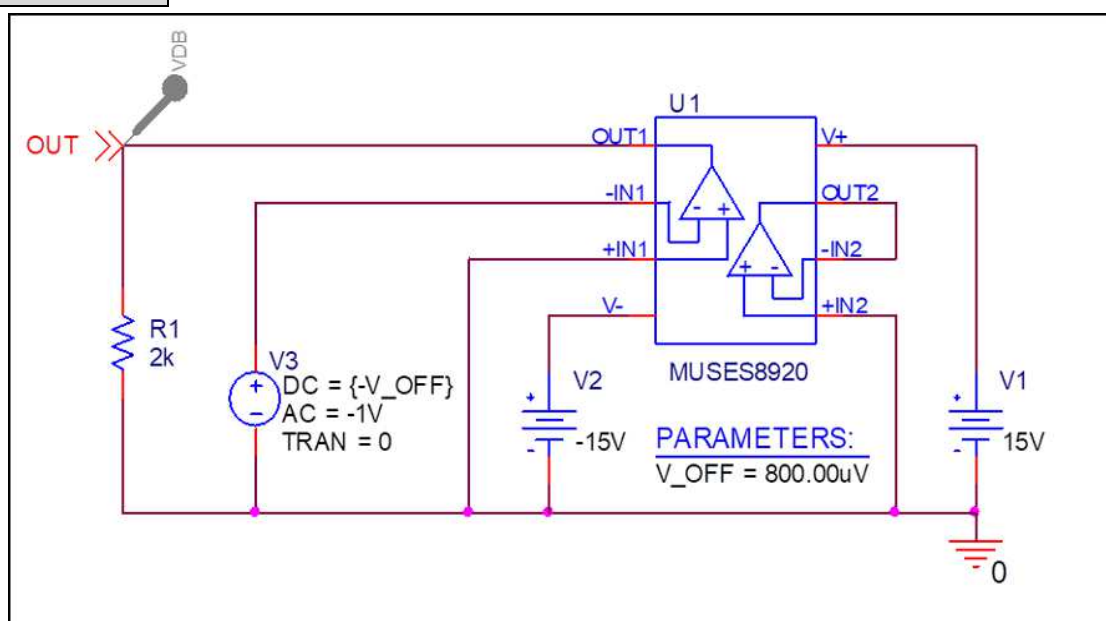 VDB
OUT
U1
OUT1
-IN1
+IN1
V-
V+
OUT2
-IN2
+IN2
- +
+ -
MUSES8920
R1
2k
V3
+
-
DC = {-V_OFF}
AC = -1V
TRAN = 0
V2
+
-
-15V
PARAMETERS:
V_OFF = 800.00uV
V1
+
-
15V
0